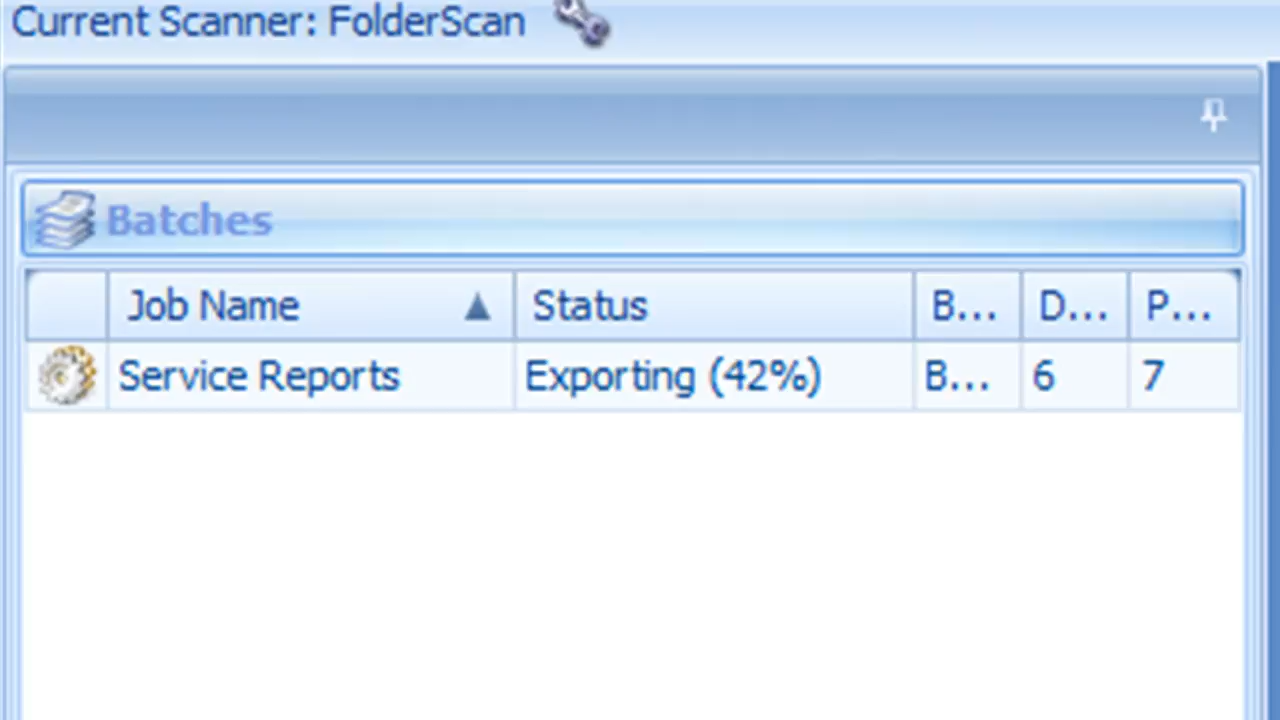 Current Scanner: FolderScan
Batches
Job Name Status B... D... P...
Service Reports Exporting (42%) B... 6 7